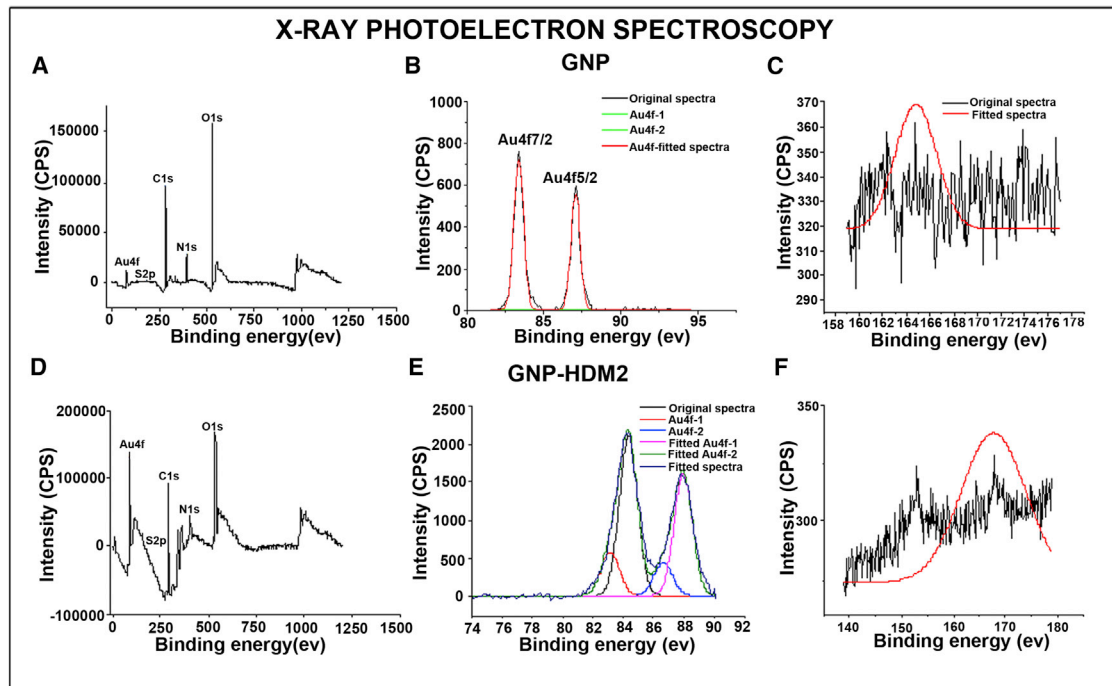 X-RAY PHOTOELECTRON SPECTROSCOPY
GNP
A
Intensity (CPS)
150000
100000
50000
0
Au4f
S2p
C1s
N1s
O1s
0 250 500 750 1000 1250 1500
Binding energy(ev)
B
Intensity (CPS)
1000
800
600
400
200
0
Original spectra
Au4f-1
Au4f-2
Au4f-fitted spectra
Au4f7/2
Au4f5/2
80 85 90 95
Binding energy (ev)
C
Intensity (CPS)
370
360
350
340
330
320
310
300
290
Original spectra
Fitted spectra
158 160 162 164 166 168 170 172 174 176 178
Binding energy (ev)
GNP-HDM2
D
Intensity (CPS)
200000
100000
0
-100000
Au4f
S2p
C1s
N1s
O1s
0 250 500 750 1000 1250 1500
Binding energy(ev)
E
Intensity (CPS)
2500
2000
1500
1000
500
0
Original spectra
Au4f-1
Au4f-2
Fitted Au4f-1
Fitted Au4f-2
Fitted spectra
74 76 78 80 82 84 86 88 90 92
Binding energy (ev)
F
Intensity (CPS)
350
300
140 150 160 170 180
Binding energy (ev)